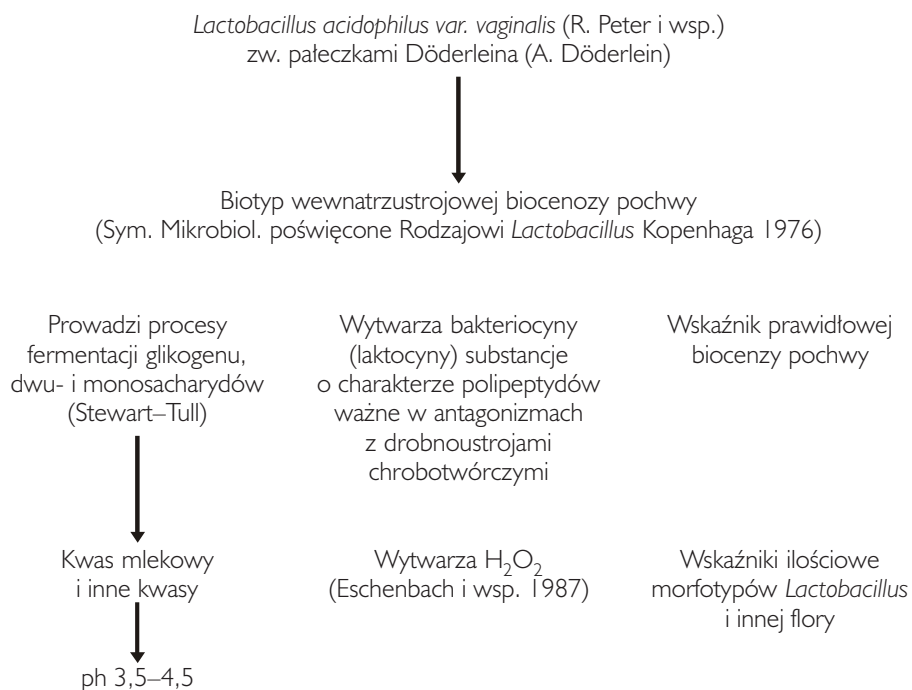 Lactobacillus acidophilus var. vaginalis (R. Peter i wsp.)
zw. pałeczkami Döderleina (A. Döderlein)
Biotyp wewnatrzustrojowej biocenozy pochwy
(Sym. Mikrobiol. poświęcone Rodzajowi Lactobacillus Kopenhaga 1976)
Prowadzi procesy
fermentacji glikogenu,
dwu- i monosacharydów
(Stewart–Tull)
Wytwarza bakteriocyny
(laktocyny) substancje
o charakterze polipeptydów
ważne w antagonizmach
z drobnoustrojami
chrobotwórczymi
Wskaźnik prawidłowej
biocenzy pochwy
Kwas mlekowy
i inne kwasy
Wytwarza H₂O₂
(Eschenbach i wsp. 1987)
Wskaźniki ilościowe
morfotypów Lactobacillus
i innej flory
ph 3,5–4,5